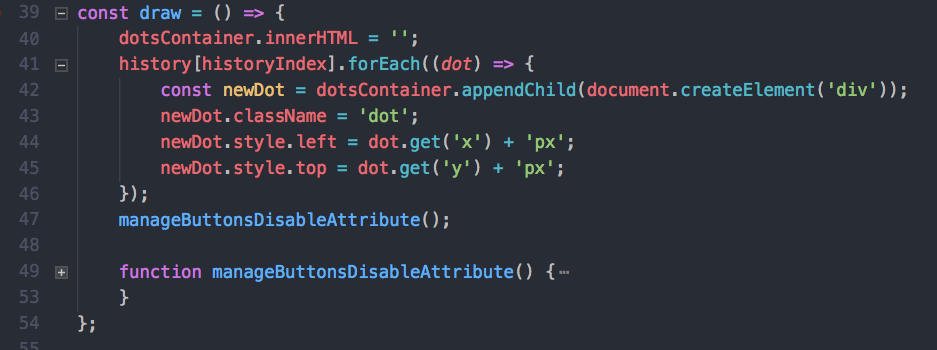 39 const draw = () => {
40 dotsContainer.innerHTML = '';
41 history[historyIndex].forEach((dot) => {
42 const newDot = dotsContainer.appendChild(document.createElement('div'));
43 newDot.className = 'dot';
44 newDot.style.left = dot.get('x') + 'px';
45 newDot.style.top = dot.get('y') + 'px';
46 });
47 manageButtonsDisableAttribute();
48
49 function manageButtonsDisableAttribute() {⋯
53 }
54 };
55